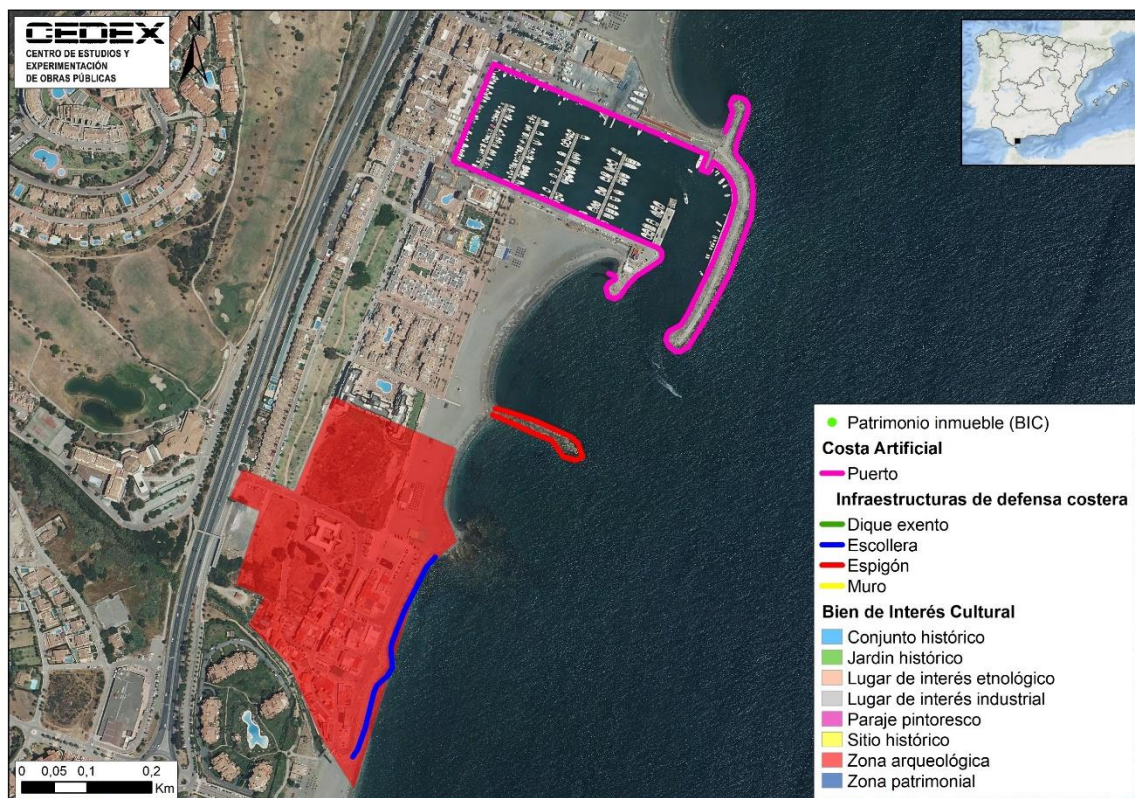 CEDEX
CENTRO DE ESTUDIOS Y
EXPERIMENTACIÓN
DE OBRAS PÚBLICAS
N
Patrimonio inmueble (BIC)
Costa Artificial
Puerto
Infraestructuras de defensa costera
Dique exento
Escollera
Espigón
Muro
Bien de Interés Cultural
Conjunto histórico
Jardin histórico
Lugar de interés etnológico
Lugar de interés industrial
Paraje pintoresco
Sitio histórico
Zona arqueológica
Zona patrimonial
0 0,05 0,1 0,2
Km